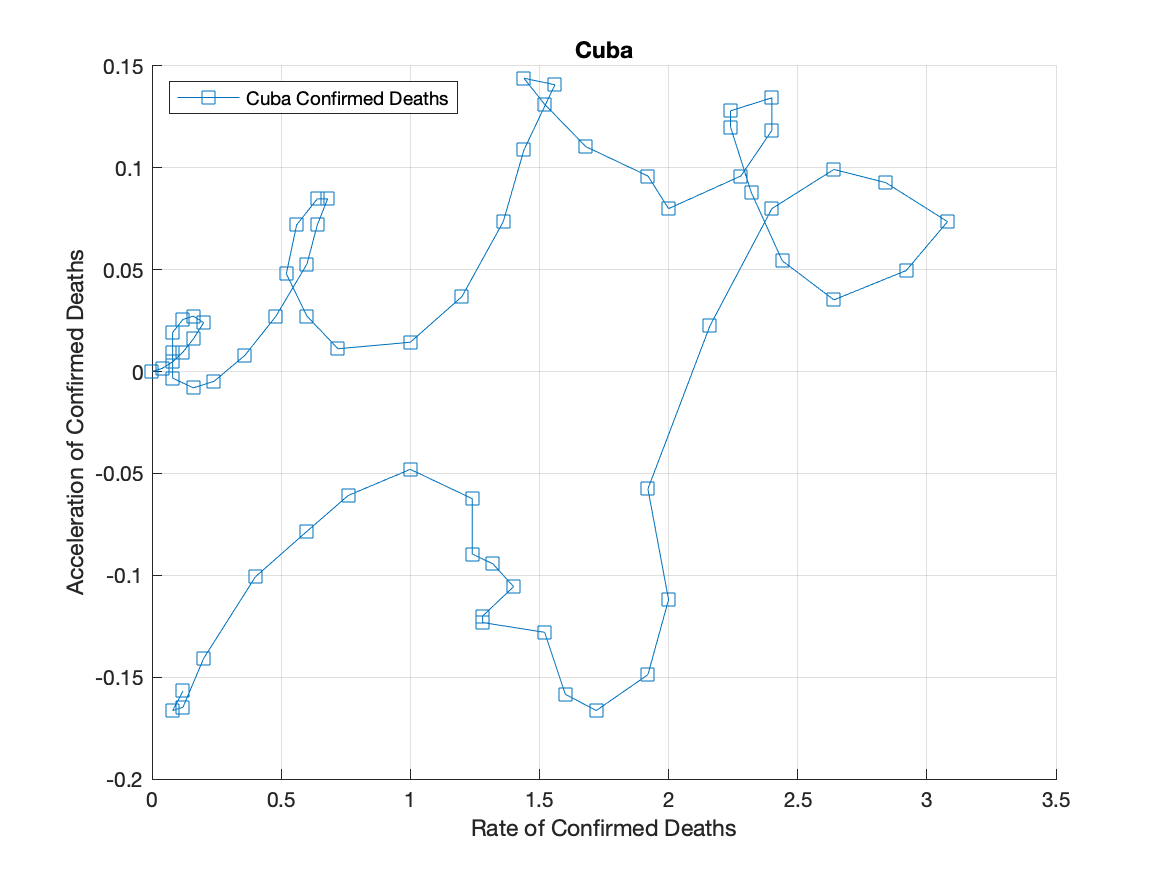 Cuba
0.15
Cuba Confirmed Deaths
0.1
0.05
0
-0.05
-0.1
-0.15
-0.2
Acceleration of Confirmed Deaths
0 0.5 1 1.5 2 2.5 3 3.5
Rate of Confirmed Deaths